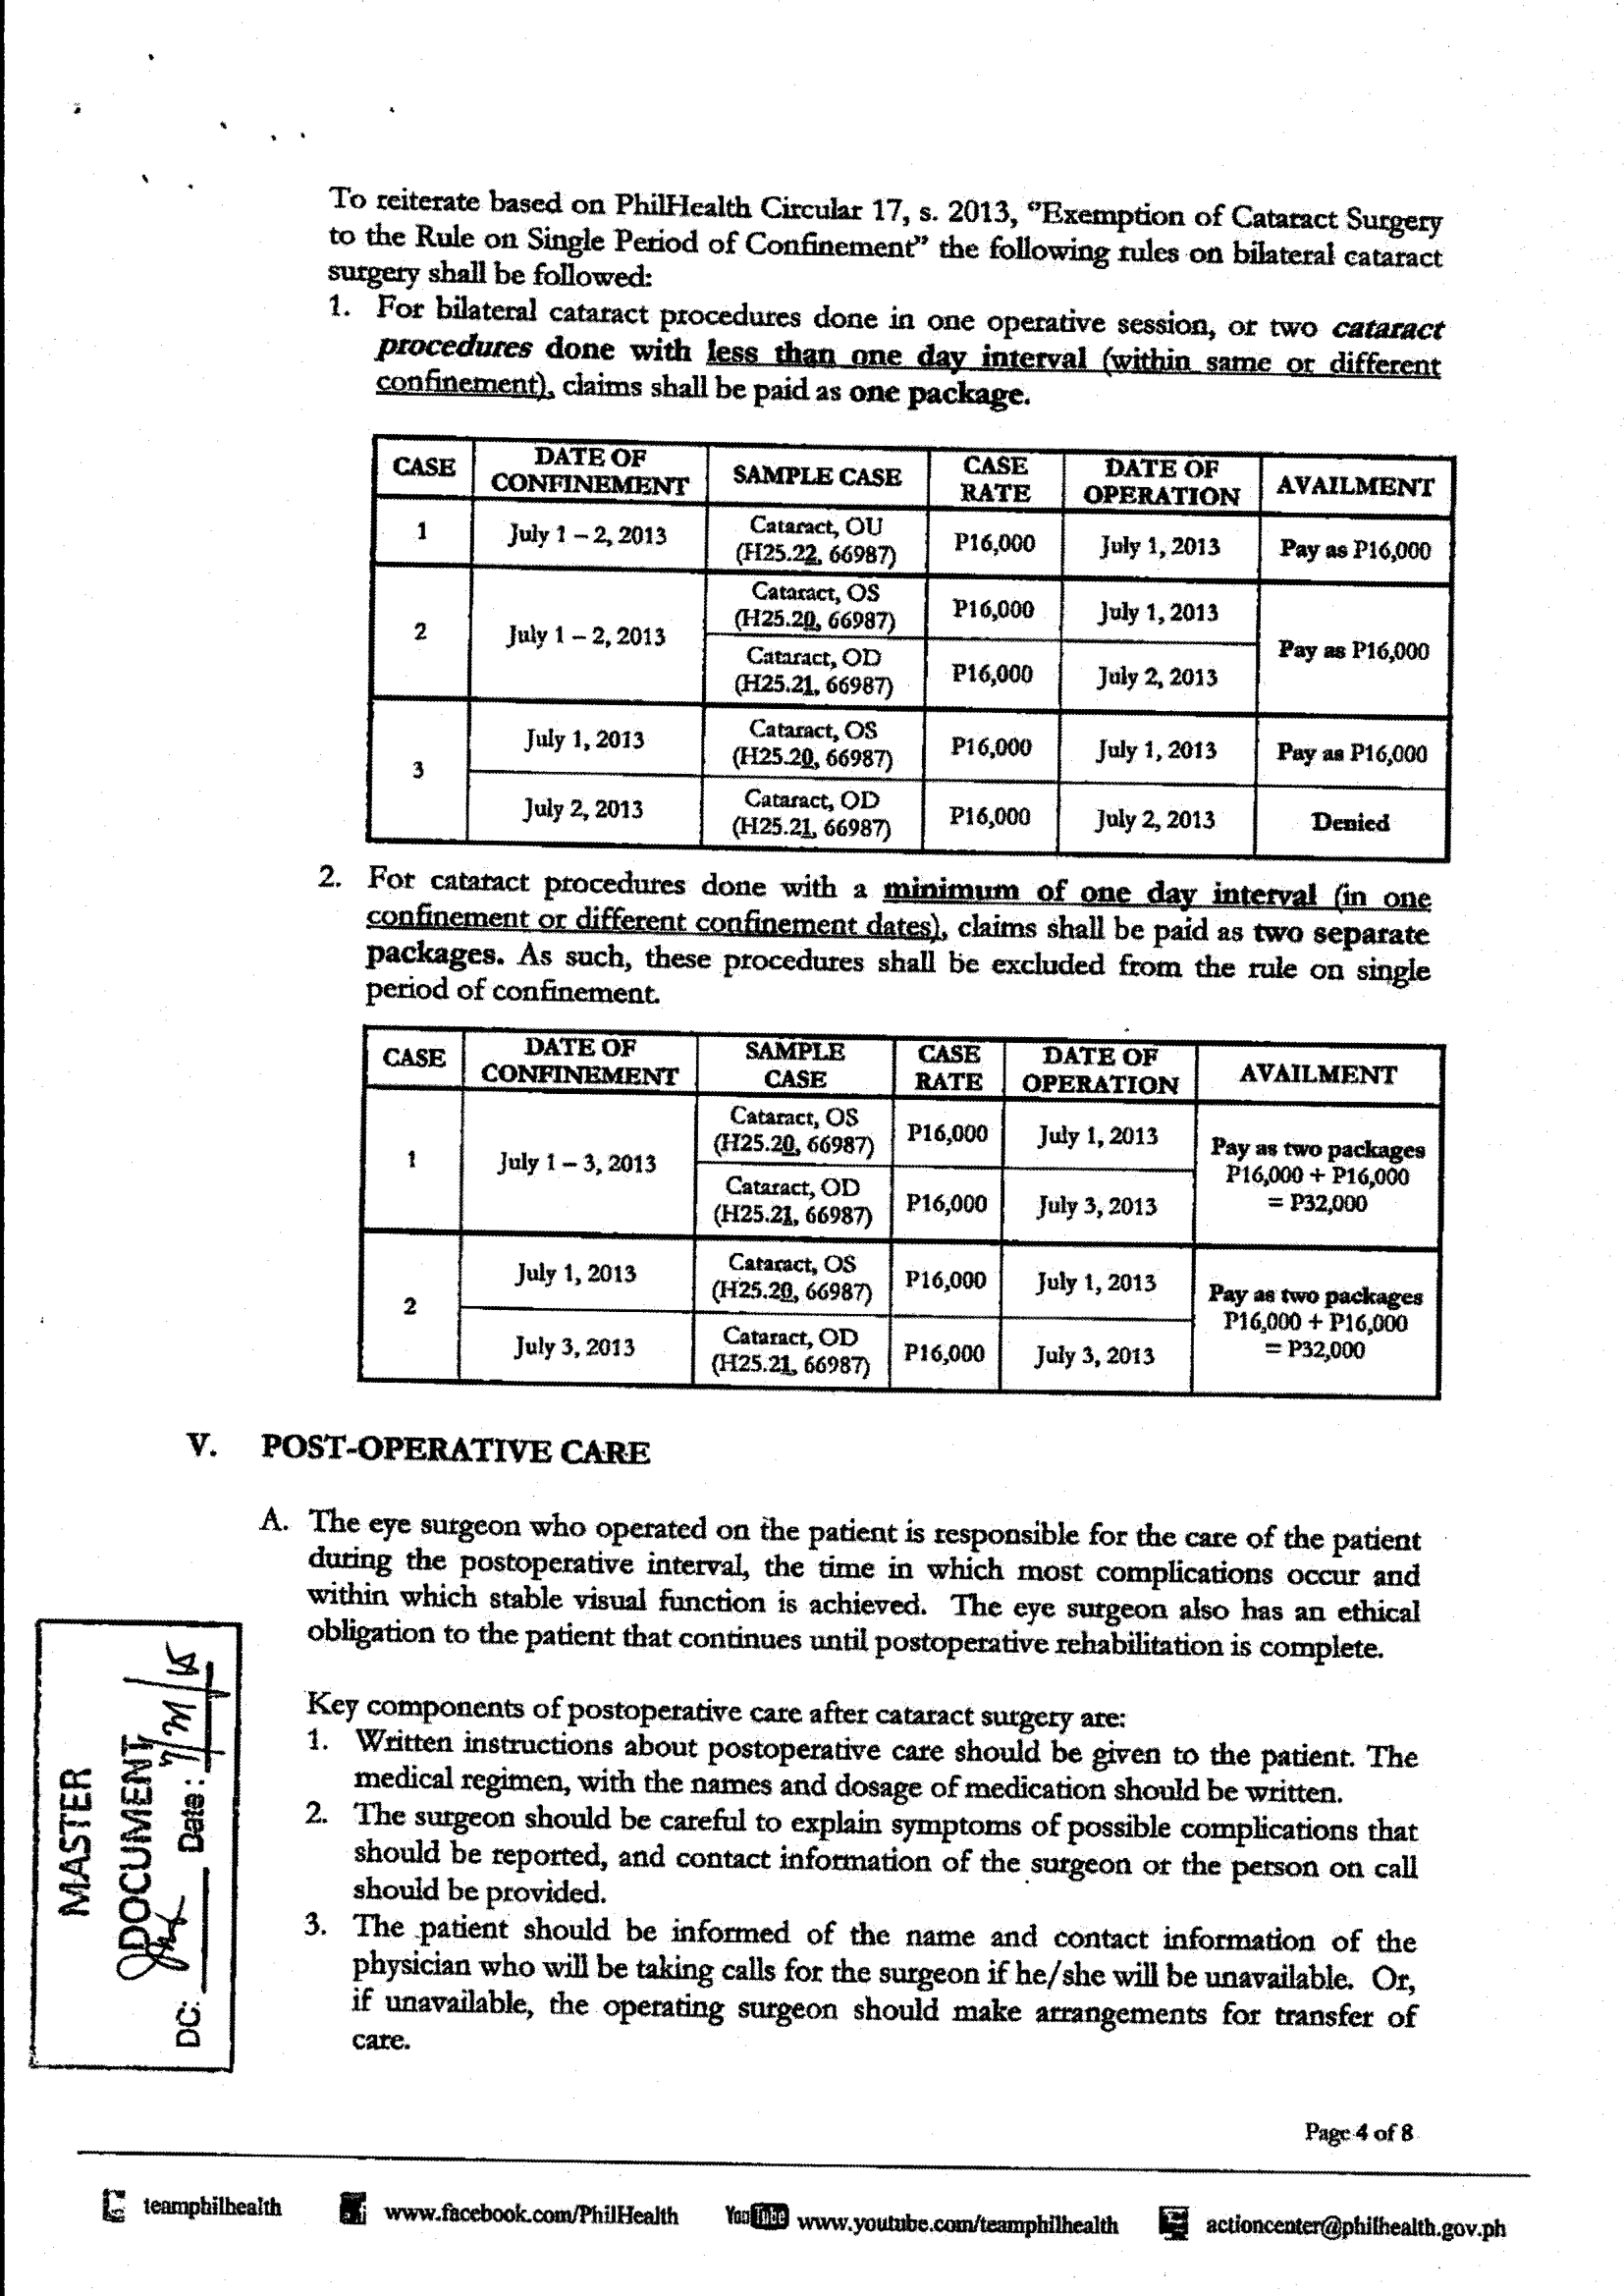 To reiterate based on PhilHealth Circular 17, s. 2013, "Exemption of Cataract Surgery
to the Rule on Single Period of Confinement" the following rules on bilateral cataract
surgery shall be followed:
1. For bilateral cataract procedures done in one operative session, or two cataract
procedures done with less than one day interval (within same or different
confinement), claims shall be paid as one package.
CASE DATE OF CONFINEMENT SAMPLE CASE CASE RATE DATE OF OPERATION AVAILMENT
1 July 1 – 2, 2013 Cataract, OU (H25.22, 66987) P16,000 July 1, 2013 Pay as P16,000
2 July 1 – 2, 2013 Cataract, OS (H25.20, 66987) P16,000 July 1, 2013 Pay as P16,000
Cataract, OD (H25.21, 66987) P16,000 July 2, 2013
3 July 1, 2013 Cataract, OS (H25.20, 66987) P16,000 July 1, 2013 Pay as P16,000
July 2, 2013 Cataract, OD (H25.21, 66987) P16,000 July 2, 2013 Denied
2. For cataract procedures done with a minimum of one day interval (in one
confinement or different confinement dates), claims shall be paid as two separate
packages. As such, these procedures shall be excluded from the rule on single
period of confinement.
CASE DATE OF CONFINEMENT SAMPLE CASE CASE RATE DATE OF OPERATION AVAILMENT
1 July 1 – 3, 2013 Cataract, OS (H25.20, 66987) P16,000 July 1, 2013 Pay as two packages P16,000 + P16,000 = P32,000
Cataract, OD (H25.21, 66987) P16,000 July 3, 2013
2 July 1, 2013 Cataract, OS (H25.20, 66987) P16,000 July 1, 2013 Pay as two packages P16,000 + P16,000 = P32,000
July 3, 2013 Cataract, OD (H25.21, 66987) P16,000 July 3, 2013
V. POST-OPERATIVE CARE
A. The eye surgeon who operated on the patient is responsible for the care of the patient
during the postoperative interval, the time in which most complications occur and
within which stable visual function is achieved. The eye surgeon also has an ethical
obligation to the patient that continues until postoperative rehabilitation is complete.
Key components of postoperative care after cataract surgery are:
1. Written instructions about postoperative care should be given to the patient. The
medical regimen, with the names and dosage of medication should be written.
2. The surgeon should be careful to explain symptoms of possible complications that
should be reported, and contact information of the surgeon or the person on call
should be provided.
3. The patient should be informed of the name and contact information of the
physician who will be taking calls for the surgeon if he/she will be unavailable. Or,
if unavailable, the operating surgeon should make arrangements for transfer of
care.
MASTER
DOCUMENT
DC: Date:
Page 4 of 8
teamphilhealth www.facebook.com/PhilHealth YouTube www.youtube.com/teamphilhealth actioncenter@philhealth.gov.ph